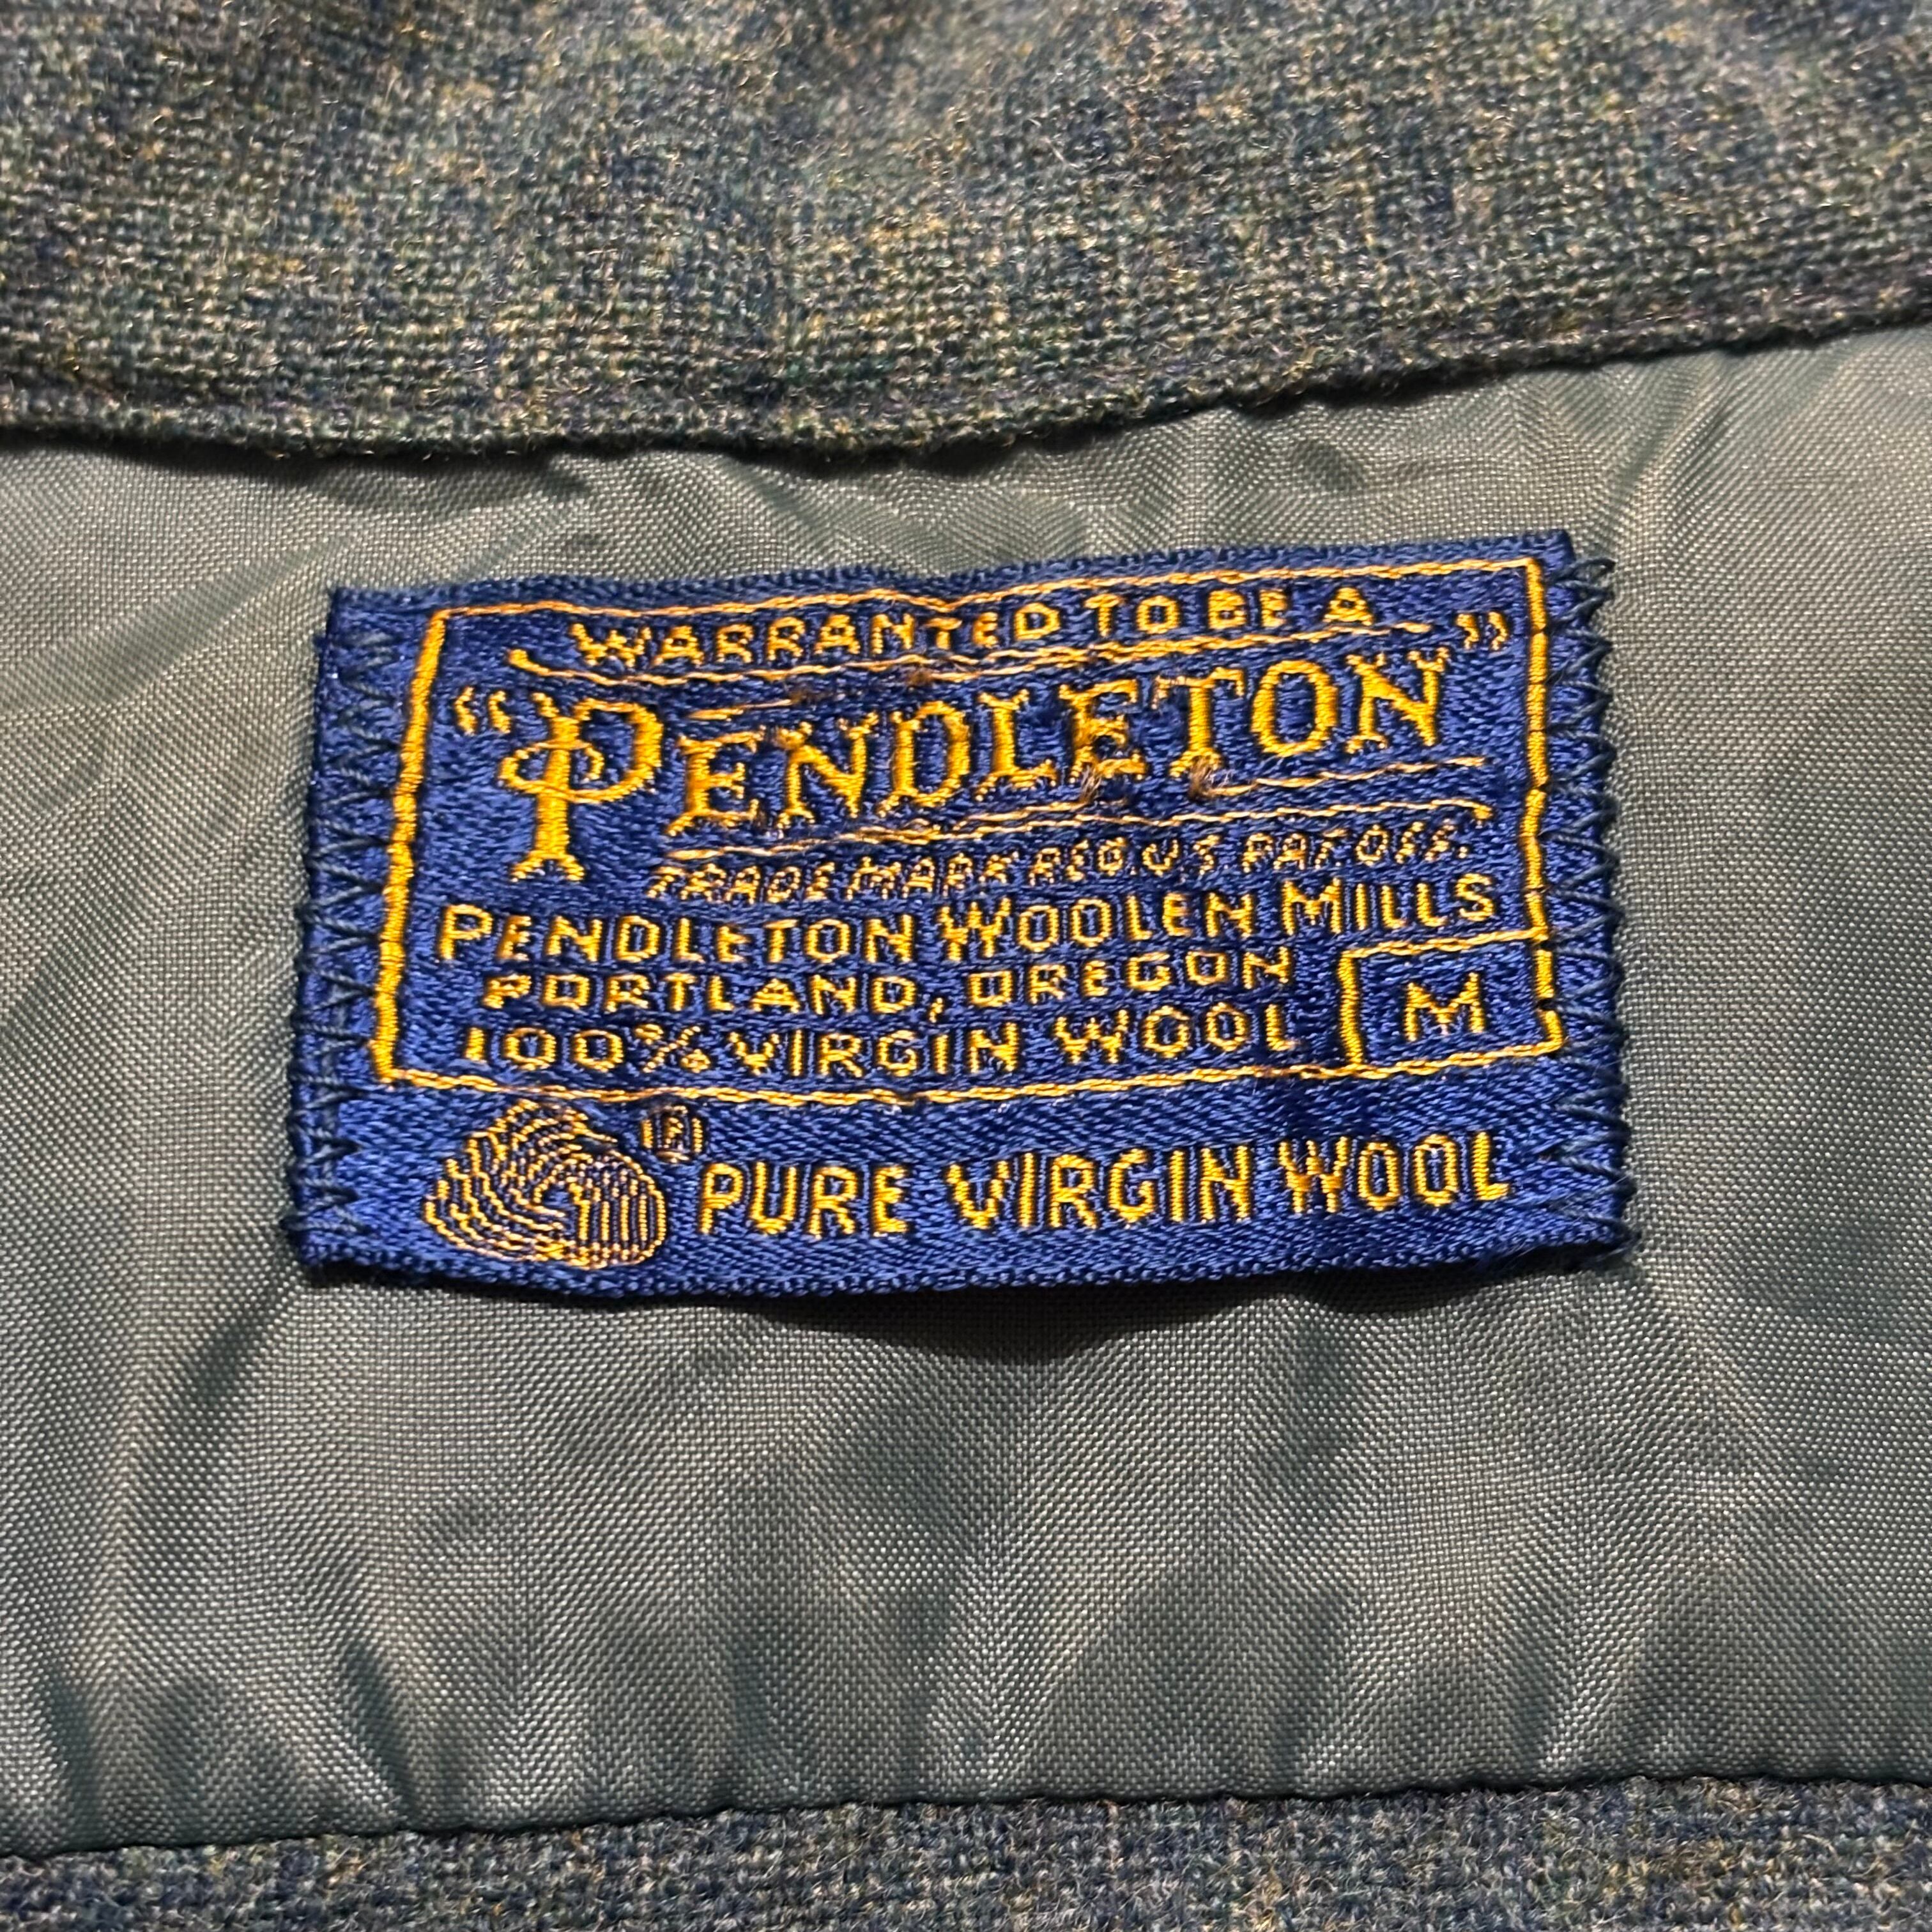 WARRANTED TO BE A
"PENDLETON"
TRADE MARK REG. U.S. PAT. OFF.
PENDLETON WOOLEN MILLS
PORTLAND, OREGON
100% VIRGIN WOOL
M
® PURE VIRGIN WOOL